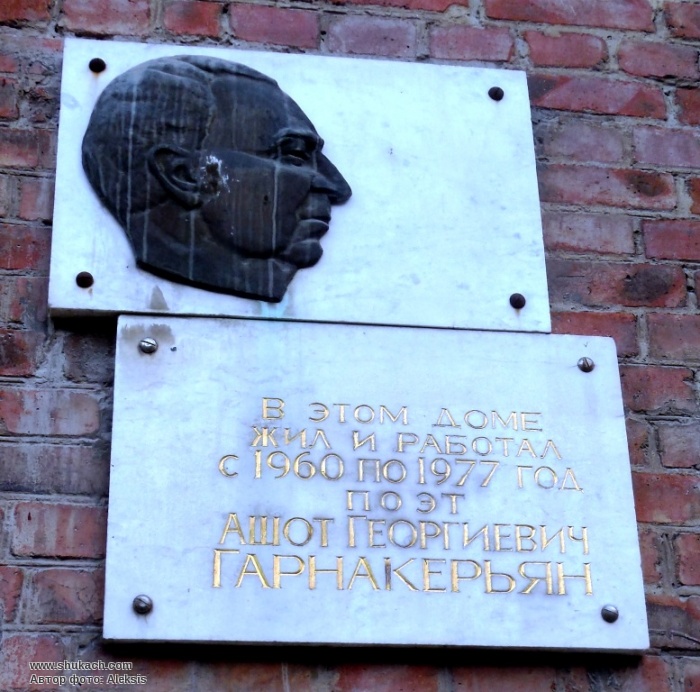 В ЭТОМ ДОМЕ
ЖИЛ И РАБОТАЛ
С 1960 ПО 1977 ГОД
ПОЭТ
АШОТ ГЕОРГИЕВИЧ
ГАРНАКЕРЬЯН
www.shukach.com
Автор фото: Aleksis